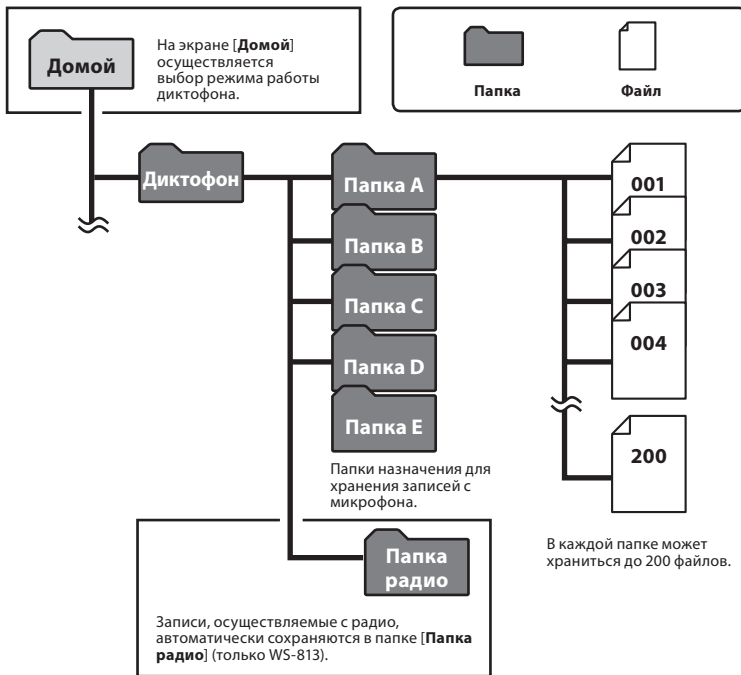 Домой
На экране [Домой]
осуществляется
выбор режима работы
диктофона.
Папка
Файл
Диктофон
Папка A
Папка B
Папка C
Папка D
Папка E
Папки назначения для
хранения записей с
микрофона.
001
002
003
004
200
В каждой папке может
храниться до 200 файлов.
Папка
радио
Записи, осуществляемые с радио,
автоматически сохраняются в папке [Папка
радио] (только WS-813).